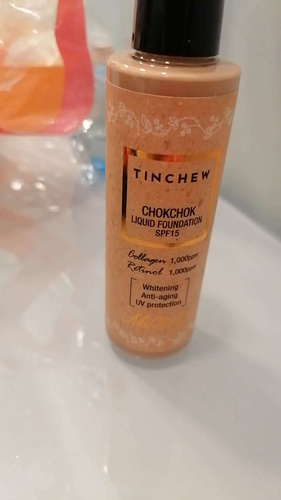 TINCHEW
CHOKCHOK
LIQUID FOUNDATION
SPF15
Collagen 1,000ppm
Retinol 1,000ppm
Whitening
Anti-aging
UV protection